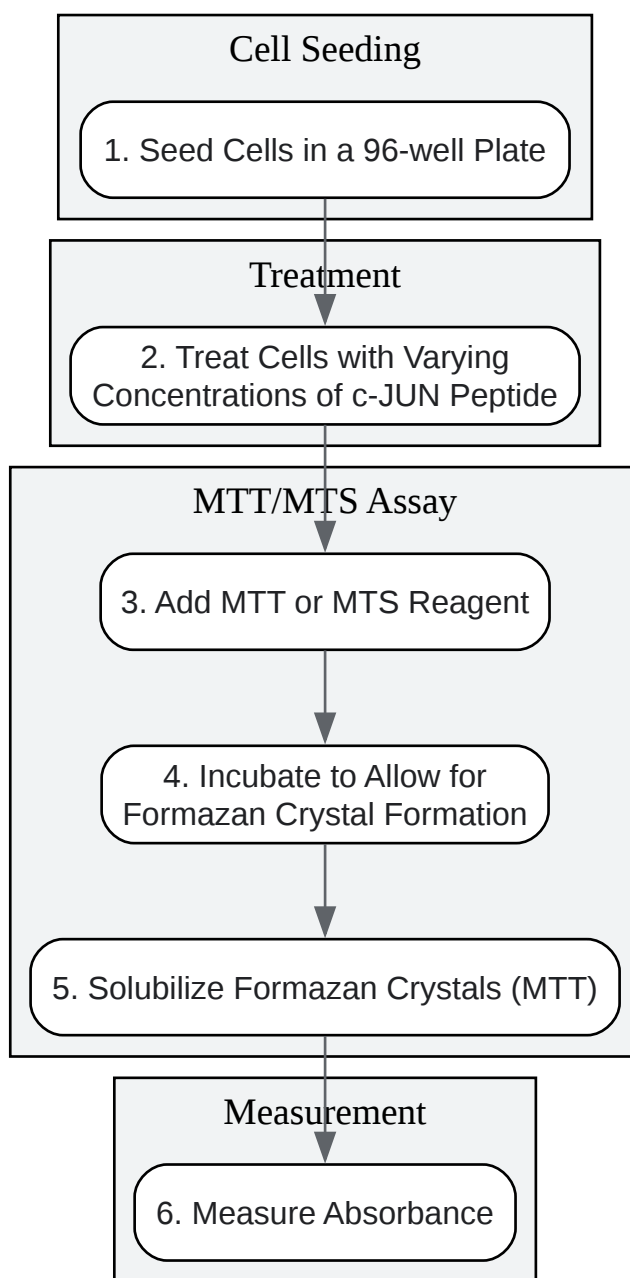 Cell Seeding
1. Seed Cells in a 96-well Plate
Treatment
2. Treat Cells with Varying
Concentrations of c-JUN Peptide
MTT/MTS Assay
3. Add MTT or MTS Reagent
4. Incubate to Allow for
Formazan Crystal Formation
5. Solubilize Formazan Crystals (MTT)
Measurement
6. Measure Absorbance